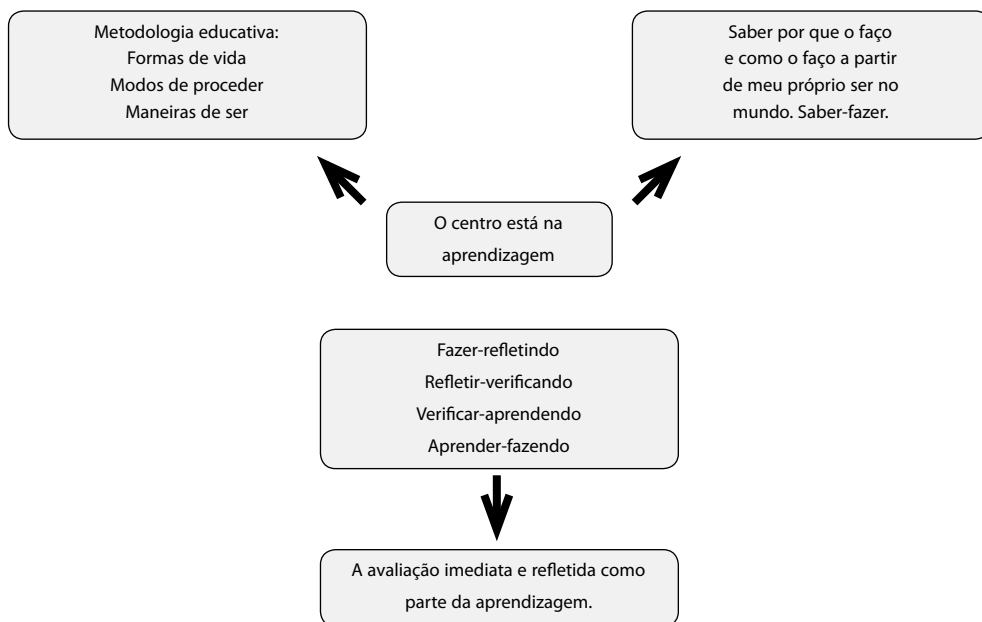 Metodologia educativa:
Formas de vida
Modos de proceder
Maneiras de ser
Saber por que o faço
e como o faço a partir
de meu próprio ser no
mundo. Saber-fazer.
O centro está na
aprendizagem
Fazer-refletindo
Refletir-verificando
Verificar-aprendendo
Aprender-fazendo
A avaliação imediata e refletida como
parte da aprendizagem.